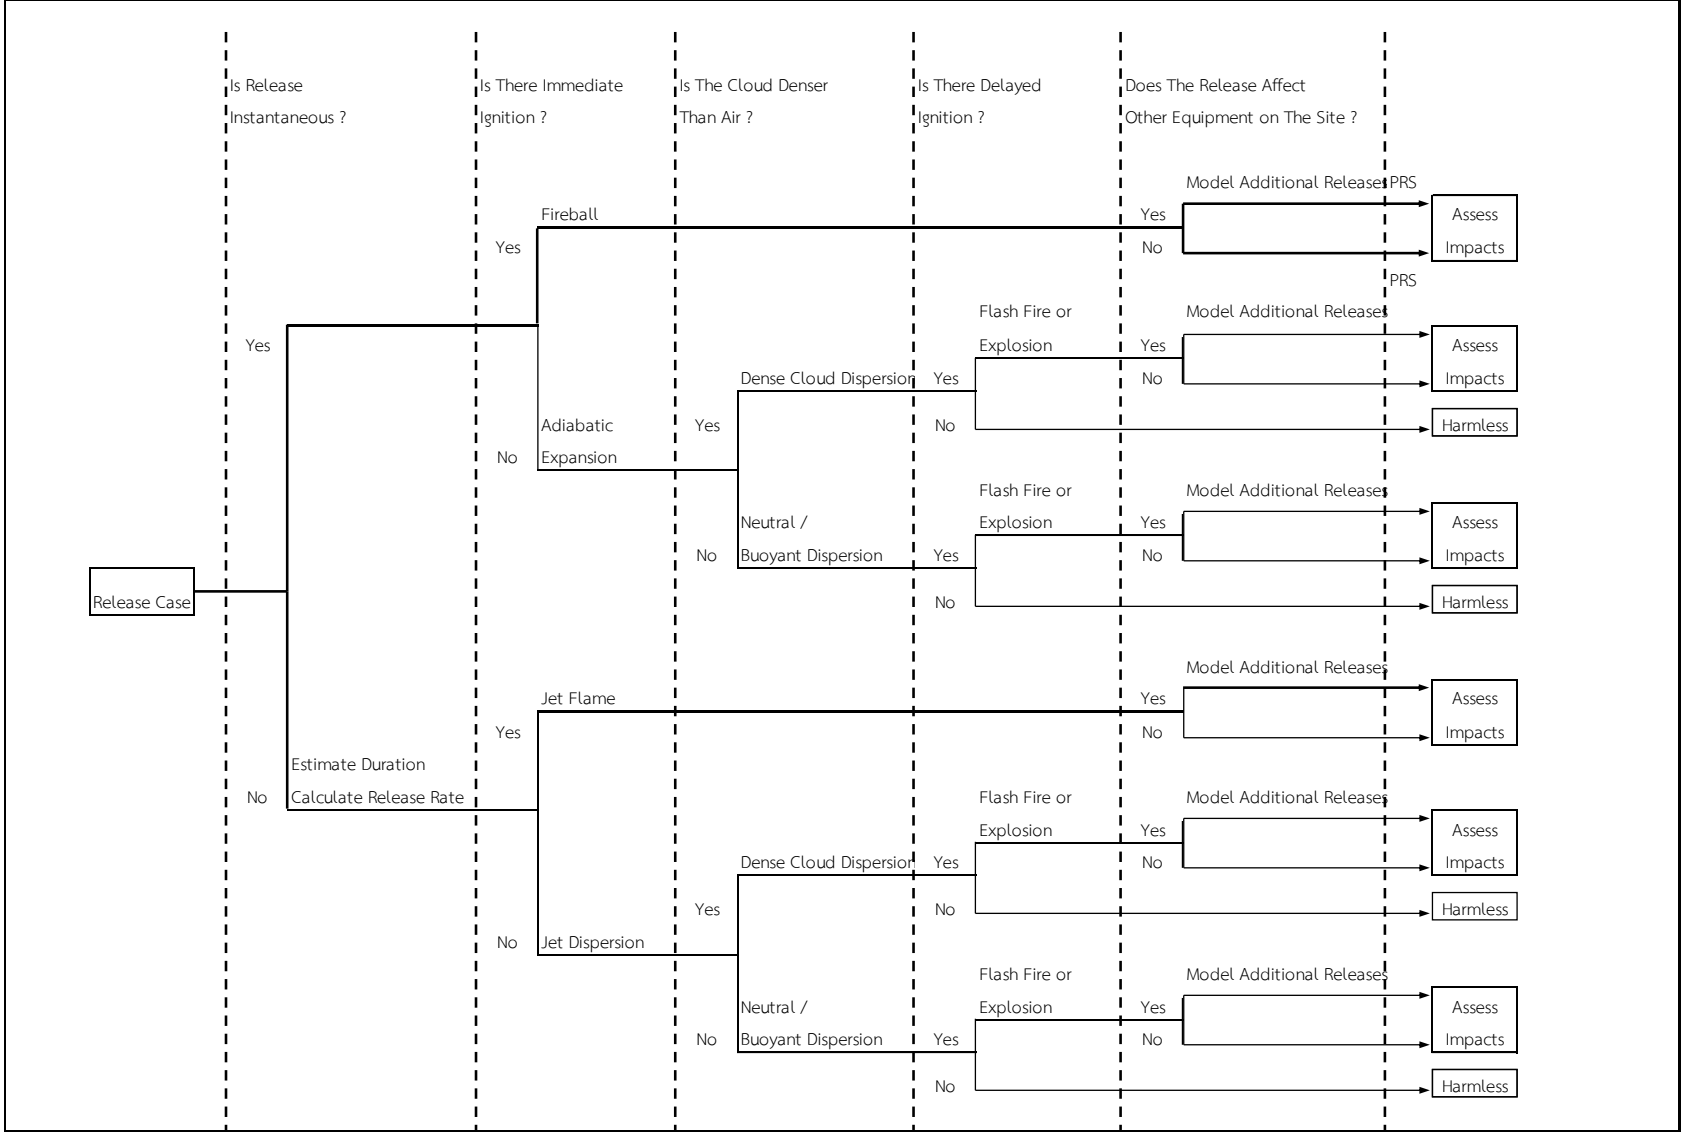 Is Release
Instantaneous ?
Is There Immediate
Ignition ?
Is The Cloud Denser
Than Air ?
Is There Delayed
Ignition ?
Does The Release Affect
Other Equipment on The Site ?
Model Additional Releases PRS
Fireball
Yes
Assess
Yes
No
Impacts
PRS
Flash Fire or
Model Additional Releases
Yes
Explosion
Yes
Assess
Dense Cloud Dispersion
Yes
No
Impacts
Adiabatic
Yes
No
Harmless
No
Expansion
Flash Fire or
Model Additional Releases
Neutral /
Explosion
Yes
Assess
No
Buoyant Dispersion
Yes
No
Impacts
Release Case
No
Harmless
Model Additional Releases
Jet Flame
Yes
Assess
Yes
No
Impacts
Estimate Duration
No
Calculate Release Rate
Flash Fire or
Model Additional Releases
Explosion
Yes
Assess
Dense Cloud Dispersion
Yes
No
Impacts
Yes
No
Harmless
No
Jet Dispersion
Flash Fire or
Model Additional Releases
Neutral /
Explosion
Yes
Assess
No
Buoyant Dispersion
Yes
No
Impacts
No
Harmless